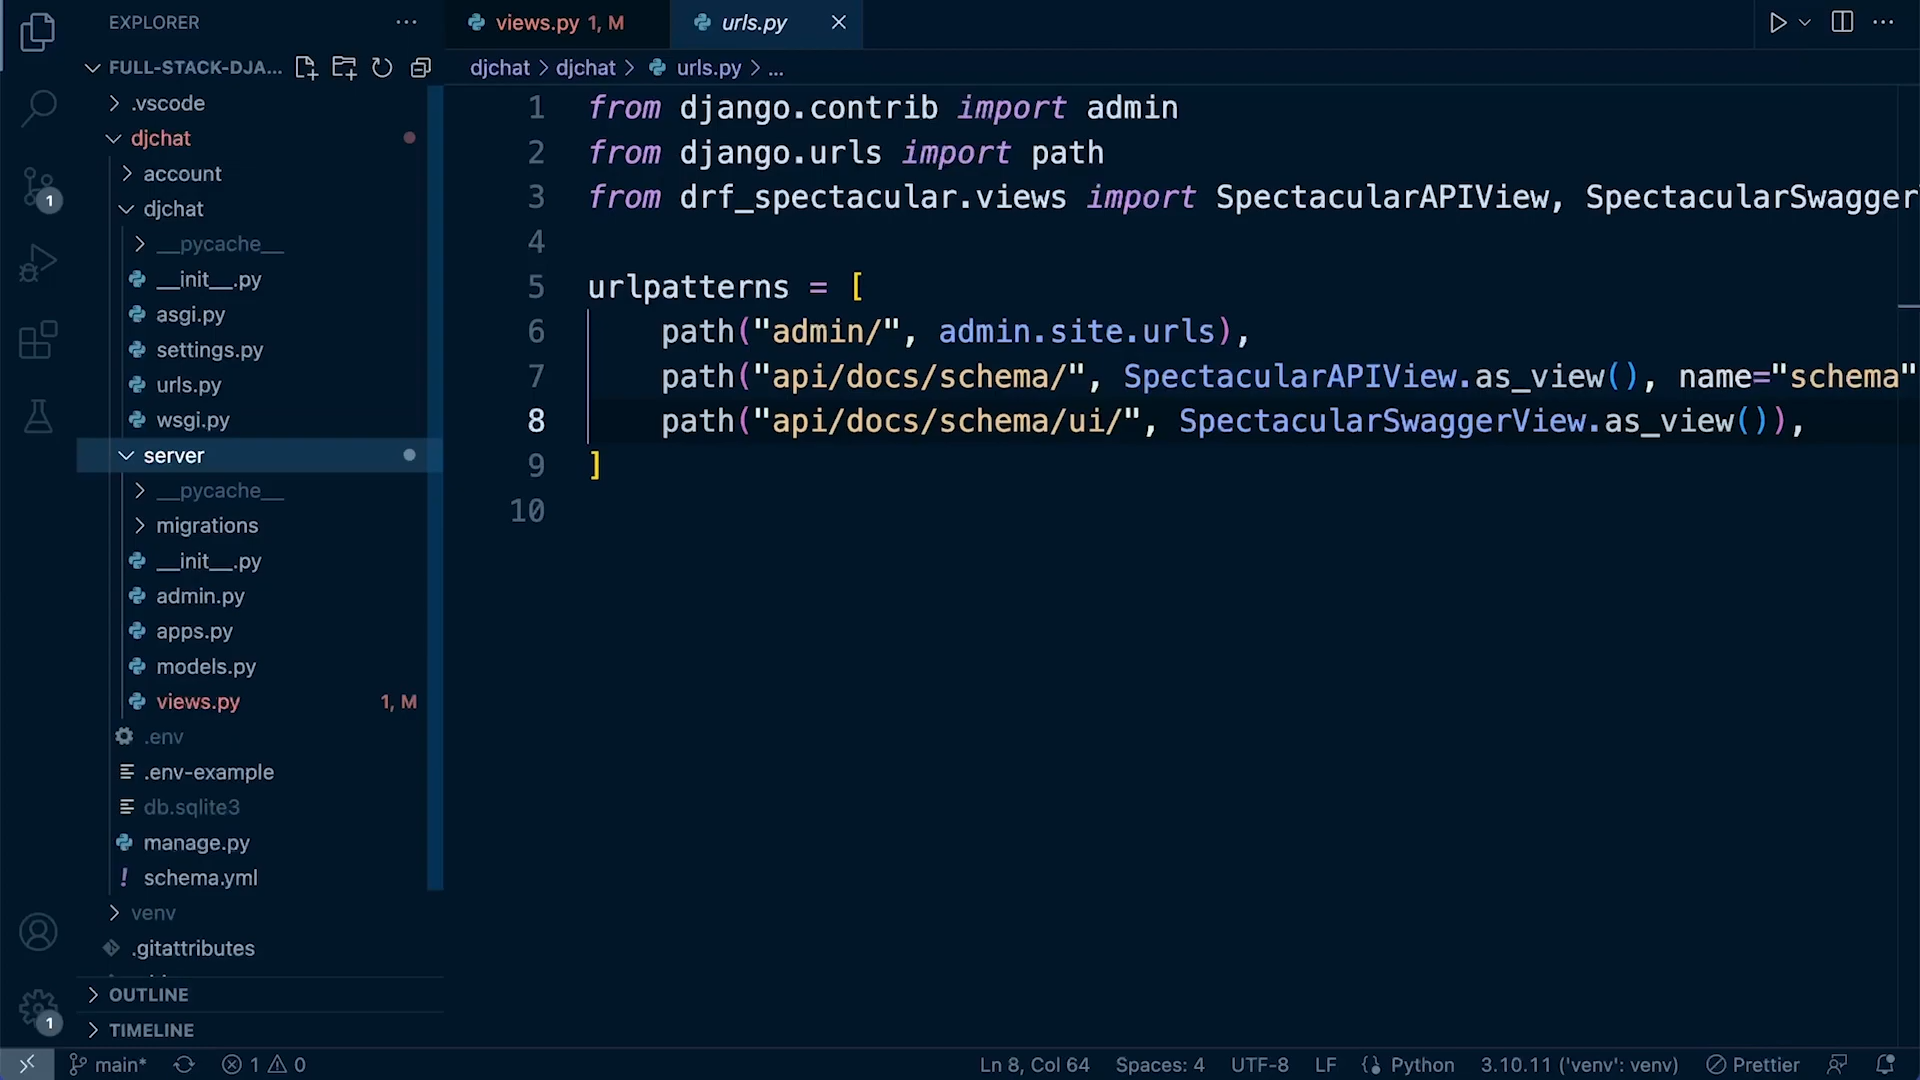 EXPLORER
views.py 1, M
urls.py
FULL-STACK-DJA...
djchat > djchat > urls.py > ...
.vscode
djchat
account
djchat
__pycache__
__init__.py
asgi.py
settings.py
urls.py
wsgi.py
server
__pycache__
migrations
__init__.py
admin.py
apps.py
models.py
views.py 1, M
.env
.env-example
db.sqlite3
manage.py
! schema.yml
venv
.gitattributes
OUTLINE
TIMELINE
1
1
1 from django.contrib import admin
2 from django.urls import path
3 from drf_spectacular.views import SpectacularAPIView, SpectacularSwagger
4
5 urlpatterns = [
6 path("admin/", admin.site.urls),
7 path("api/docs/schema/", SpectacularAPIView.as_view(), name="schema"
8 path("api/docs/schema/ui/", SpectacularSwaggerView.as_view()),
9 ]
10
main* 1 0 Ln 8, Col 64 Spaces: 4 UTF-8 LF Python 3.10.11 ('venv': venv) Prettier